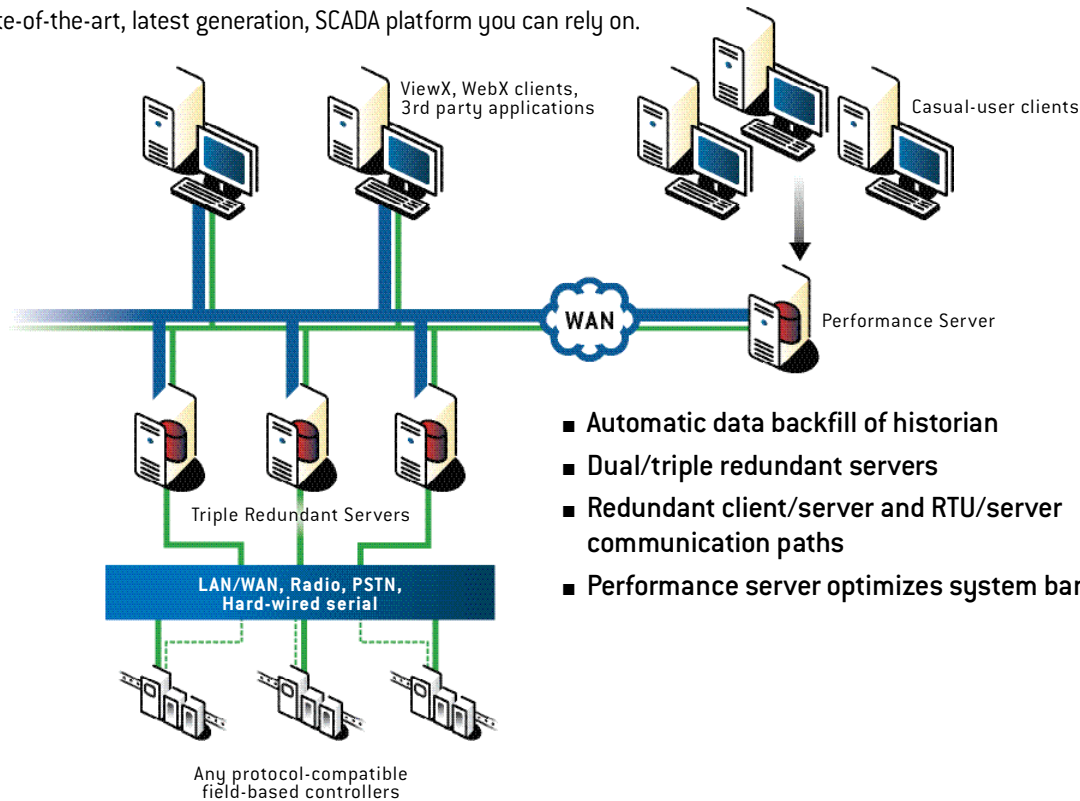 te-of-the-art, latest generation, SCADA platform you can rely on.
ViewX, WebX clients,
3rd party applications
Casual-user clients
WAN
Performance Server
■ Automatic data backfill of historian
■ Dual/triple redundant servers
■ Redundant client/server and RTU/server
communication paths
■ Performance server optimizes system ban
Triple Redundant Servers
LAN/WAN, Radio, PSTN,
Hard-wired serial
Any protocol-compatible
field-based controllers